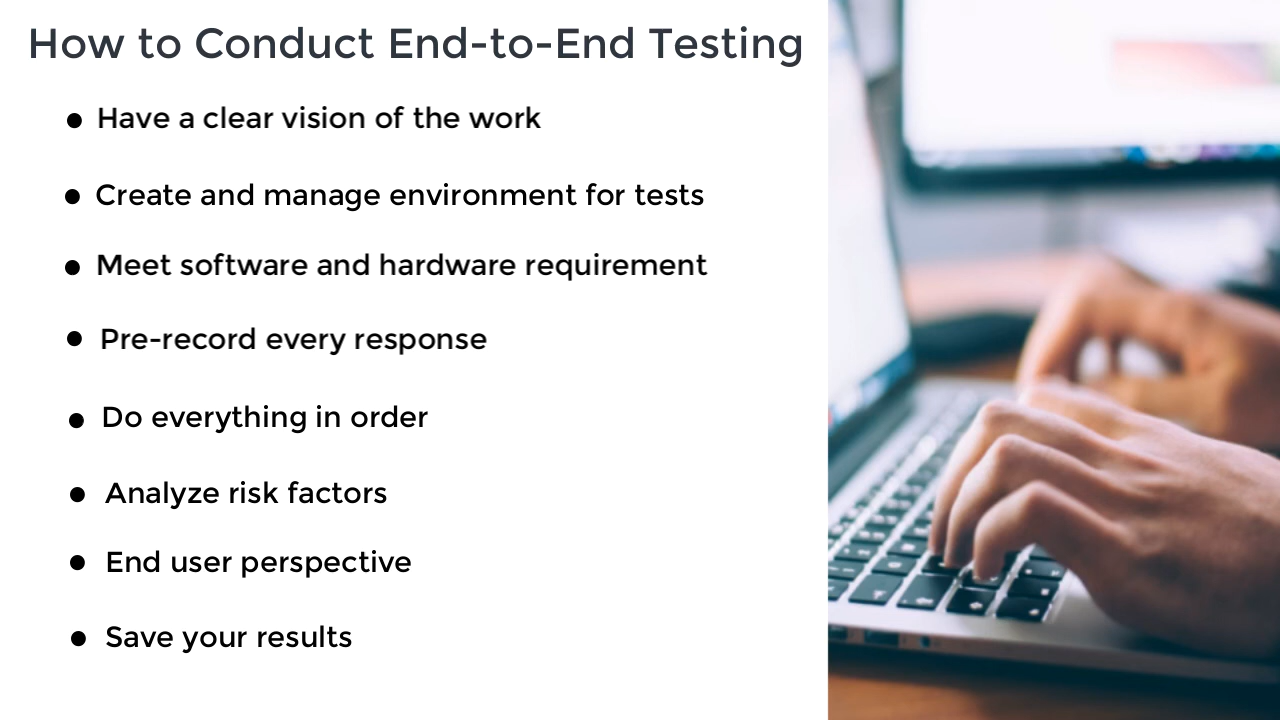 How to Conduct End-to-End Testing
● Have a clear vision of the work
● Create and manage environment for tests
● Meet software and hardware requirement
● Pre-record every response
● Do everything in order
● Analyze risk factors
● End user perspective
● Save your results